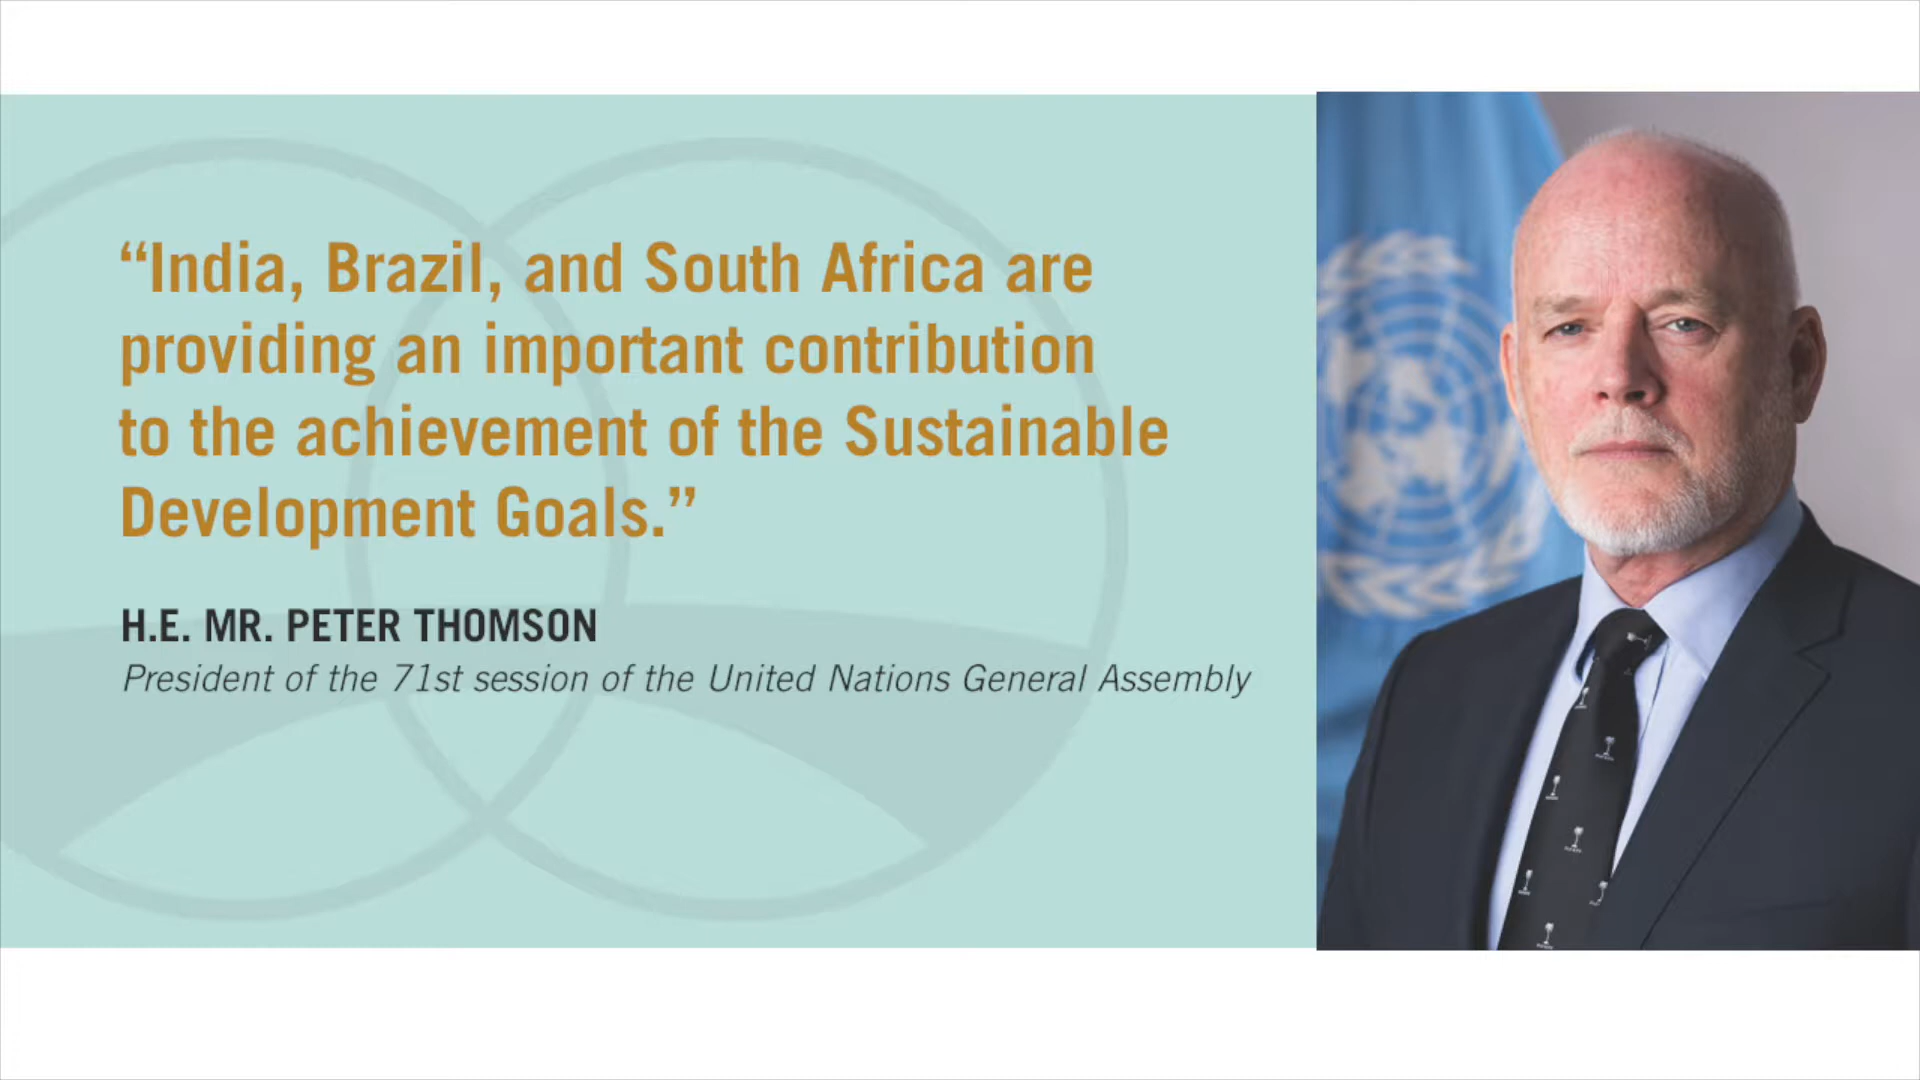 “India, Brazil, and South Africa are
providing an important contribution
to the achievement of the Sustainable
Development Goals.”
H.E. MR. PETER THOMSON
President of the 71st session of the United Nations General Assembly